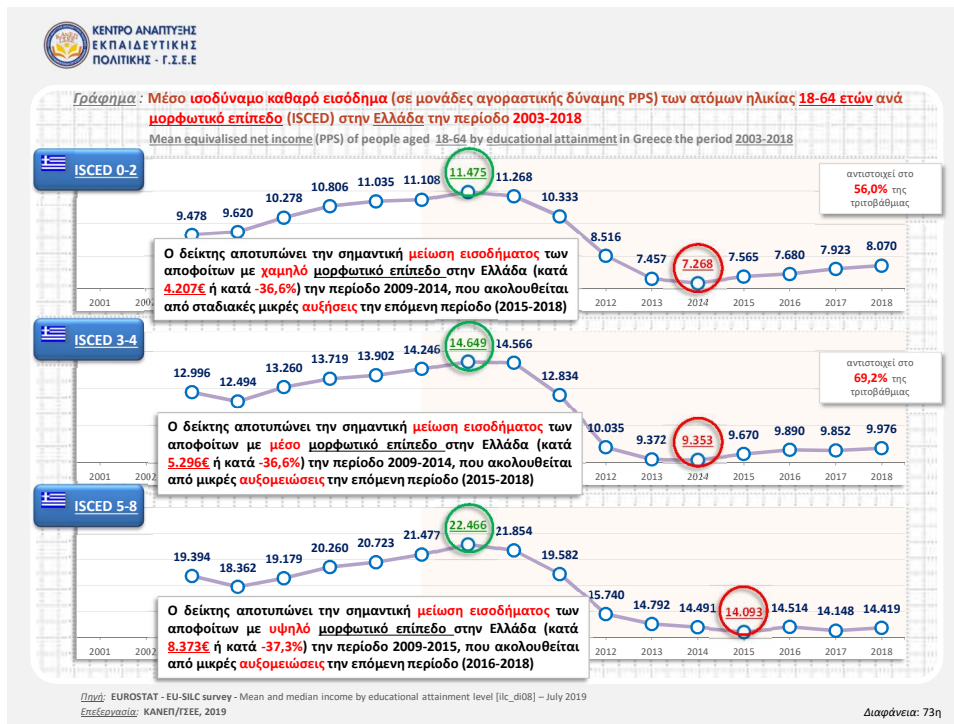 ΚΕΝΤΡΟ ΑΝΑΠΤΥΞΗΣ
ΕΚΠΑΙΔΕΥΤΙΚΗΣ
ΠΟΛΙΤΙΚΗΣ - Γ.Σ.Ε.Ε
Γράφημα : Μέσο ισοδύναμο καθαρό εισόδημα (σε μονάδες αγοραστικής δύναμης PPS) των ατόμων ηλικίας 18-64 ετών ανά
μορφωτικό επίπεδο (ISCED) στην Ελλάδα την περίοδο 2003-2018
Mean equivalised net income (PPS) of people aged 18-64 by educational attainment in Greece the period 2003-2018
ISCED 0-2
9.478 9.620 10.278 10.806 11.035 11.108 11.475 11.268 10.333 8.516 7.457 7.268 7.565 7.680 7.923 8.070
αντιστοιχεί στο
56,0% της
τριτοβάθμιας
Ο δείκτης αποτυπώνει την σημαντική μείωση εισοδήματος των
αποφοίτων με χαμηλό μορφωτικό επίπεδο στην Ελλάδα (κατά
4.207€ ή κατά -36,6%) την περίοδο 2009-2014, που ακολουθείται
από σταδιακές μικρές αυξήσεις την επόμενη περίοδο (2015-2018)
2001 2002 2012 2013 2014 2015 2016 2017 2018
ISCED 3-4
12.996 12.494 13.260 13.719 13.902 14.246 14.649 14.566 12.834 10.035 9.372 9.353 9.670 9.890 9.852 9.976
αντιστοιχεί στο
69,2% της
τριτοβάθμιας
Ο δείκτης αποτυπώνει την σημαντική μείωση εισοδήματος των
αποφοίτων με μέσο μορφωτικό επίπεδο στην Ελλάδα (κατά
5.296€ ή κατά -36,6%) την περίοδο 2009-2014, που ακολουθείται
από μικρές αυξομειώσεις την επόμενη περίοδο (2015-2018)
2001 2012 2013 2014 2015 2016 2017 2018
ISCED 5-8
19.394 18.362 19.179 20.260 20.723 21.477 22.466 21.854 19.582 15.740 14.792 14.491 14.093 14.514 14.148 14.419
Ο δείκτης αποτυπώνει την σημαντική μείωση εισοδήματος των
αποφοίτων με υψηλό μορφωτικό επίπεδο στην Ελλάδα (κατά
8.373€ ή κατά -37,3%) την περίοδο 2009-2015, που ακολουθείται
από μικρές αυξομειώσεις την επόμενη περίοδο (2016-2018)
2001 2012 2013 2014 2015 2016 2017 2018
Πηγή: EUROSTAT - EU-SILC survey - Mean and median income by educational attainment level [ilc_di08] – July 2019
Επεξεργασία: ΚΑΝΕΠ/ΓΣΕΕ, 2019
Διαφάνεια: 73η